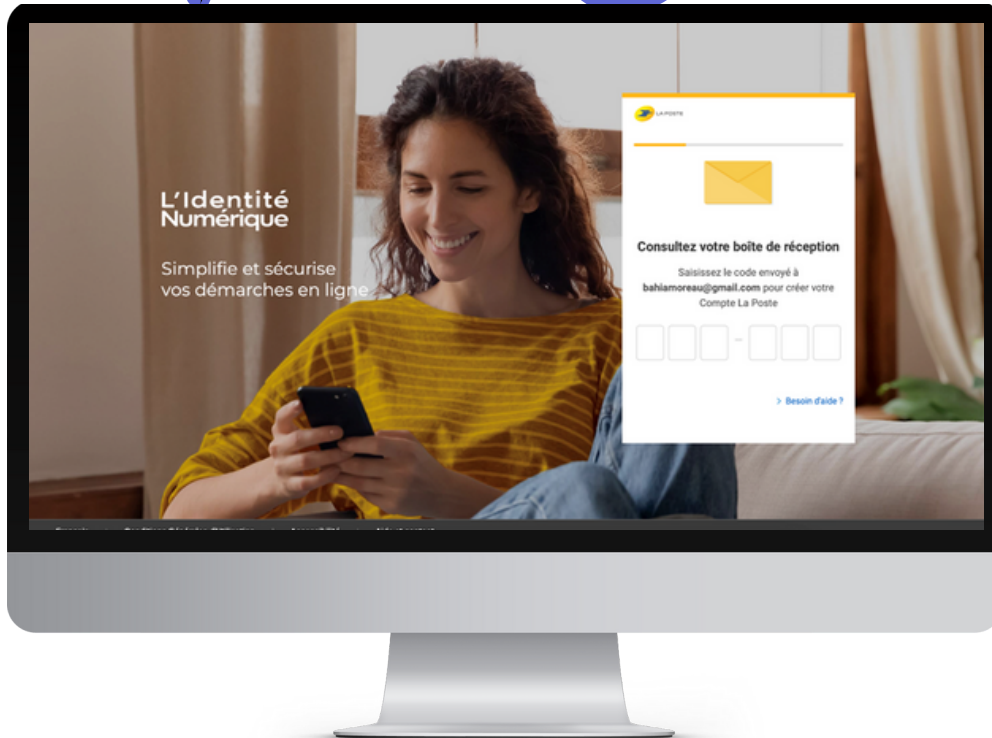 LA POSTE
L'Identité
Numérique
Simplifie et sécurise
vos démarches en ligne
Consultez votre boîte de réception
Saisissez le code envoyé à
bahiamoreau@gmail.com pour créer votre
Compte La Poste
–
> Besoin d'aide ?